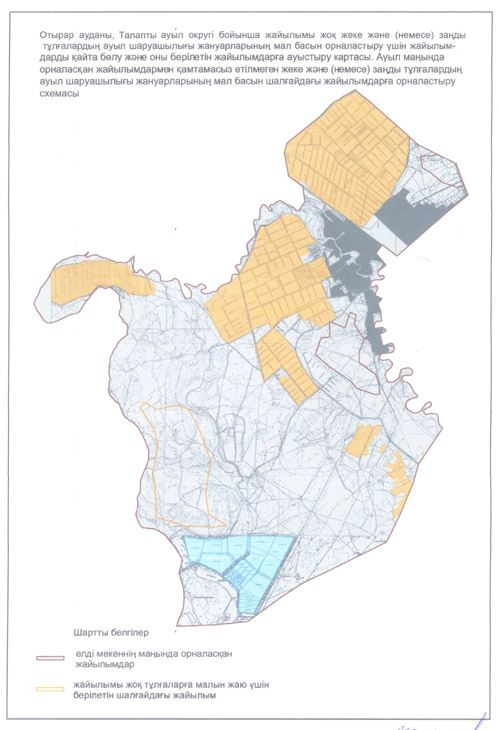 Отырар ауданы, Талапты ауыл округі бойынша жайылымы жоқ жеке және (немесе) заңды
тұлғалардың ауыл шаруашылығы жануарларының мал басын орналастыру үшін жайылым-
дарды қайта бөлу және оны берілетін жайылымдарға ауыстыру картасы. Ауыл маңында
орналасқан жайылымдармен қамтамасыз етілмеген жеке және (немесе) заңды тұлғалардың
ауыл шаруашылығы жануарларының мал басын шалғайдағы жайылымдарға орналастыру
схемасы
Шартты белгілер
елді мекеннің маңында орналасқан
жайылымдар
жайылымы жоқ тұлғаларға малын жаю үшін
берілетін шалғайдағы жайылым